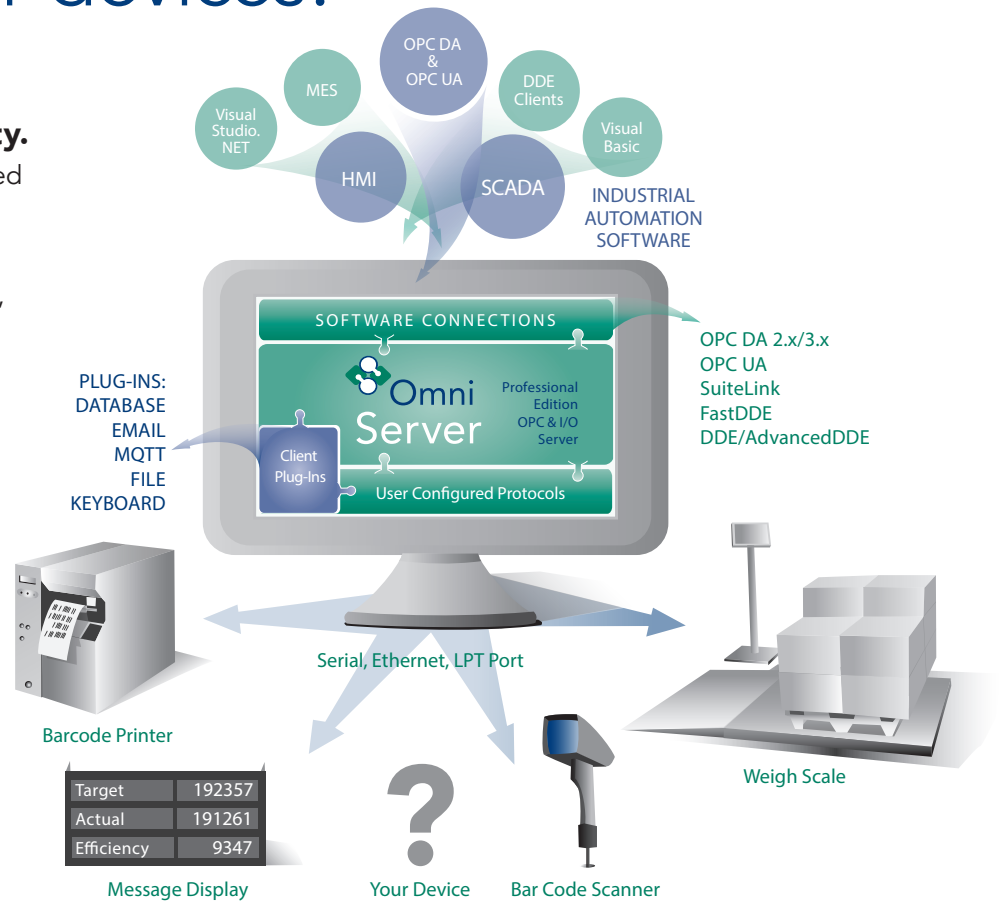 r devices?
ty.
ed
OPC DA
&
OPC UA
MES
DDE
Clients
Visual
Studio.
NET
Visual
Basic
HMI
SCADA
INDUSTRIAL
AUTOMATION
SOFTWARE
SOFTWARE CONNECTIONS
Omni
Server
Professional
Edition
OPC & I/O
Server
Client
Plug-Ins
User Configured Protocols
OPC DA 2.x/3.x
OPC UA
SuiteLink
FastDDE
DDE/AdvancedDDE
PLUG-INS:
DATABASE
EMAIL
MQTT
FILE
KEYBOARD
Serial, Ethernet, LPT Port
Barcode Printer
Weigh Scale
Target 192357
Actual 191261
Efficiency 9347
Message Display
?
Your Device
Bar Code Scanner